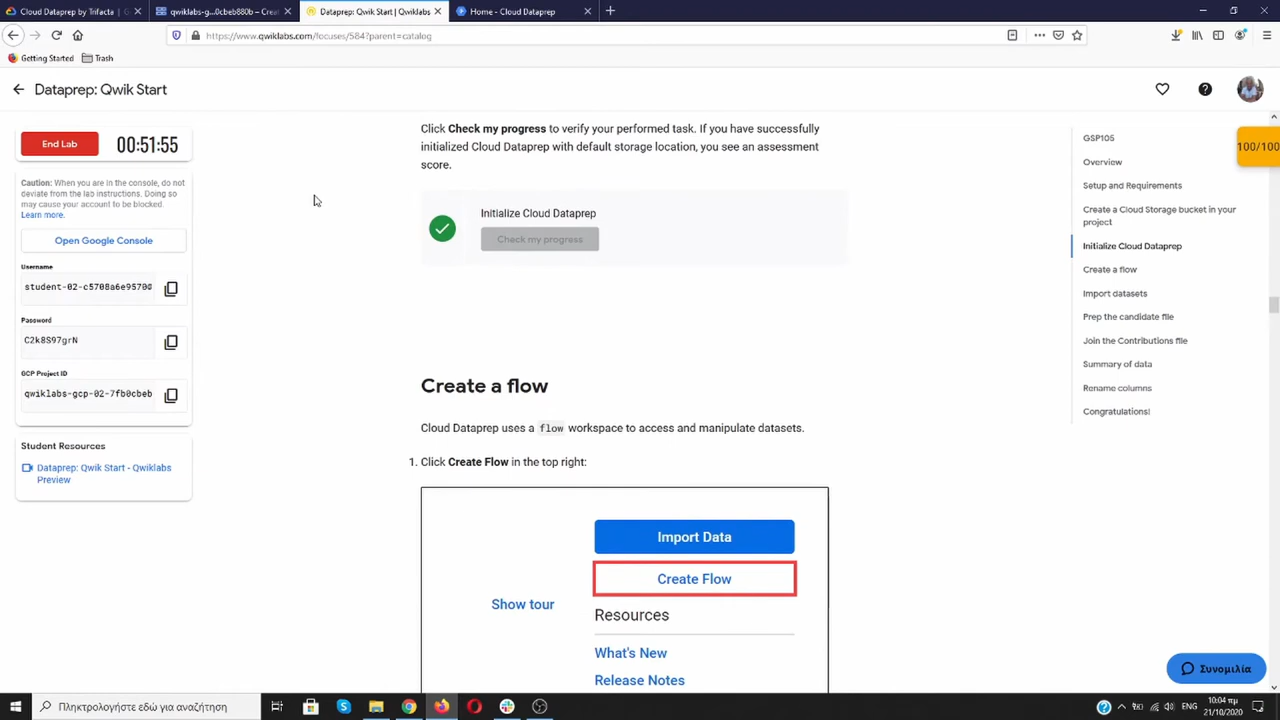 Cloud Dataprep by Trifacta | C
qwiklabs-g...0cbeb880b – Crea
Dataprep: Qwik Start | Qwiklabs
Home - Cloud Dataprep
https://www.qwiklabs.com/focuses/584?parent=catalog
Getting Started
Trash
Dataprep: Qwik Start
End Lab
00:51:55
Caution: When you are in the console, do not
deviate from the lab instructions. Doing so
may cause your account to be blocked.
Learn more.
Open Google Console
Username
student-02-c5708a6e9570@
Password
C2k8S97grN
GCP Project ID
qwiklabs-gcp-02-7fb0cbeb
Student Resources
Dataprep: Qwik Start - Qwiklabs
Preview
Click Check my progress to verify your performed task. If you have successfully
initialized Cloud Dataprep with default storage location, you see an assessment
score.
Initialize Cloud Dataprep
Check my progress
Create a flow
Cloud Dataprep uses a flow workspace to access and manipulate datasets.
1. Click Create Flow in the top right:
Import Data
Create Flow
Show tour
Resources
What's New
Release Notes
GSP105
Overview
Setup and Requirements
Create a Cloud Storage bucket in your
project
Initialize Cloud Dataprep
Create a flow
Import datasets
Prep the candidate file
Join the Contributions file
Summary of data
Rename columns
Congratulations!
100/100
Συνομιλία
Πληκτρολογήστε εδώ για αναζήτηση
10:04 πμ
21/10/2020